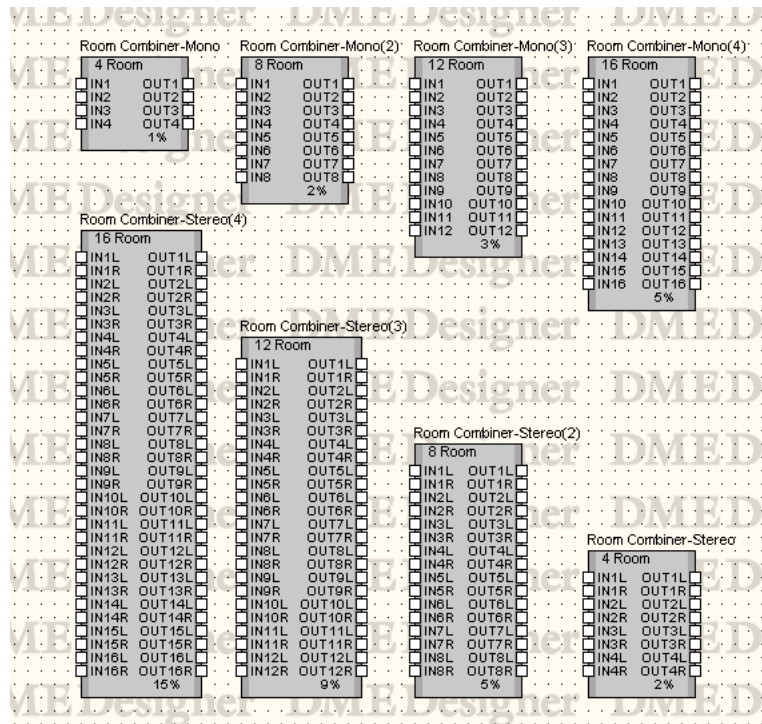 Room Combiner-Mono
4 Room
IN1 OUT1
IN2 OUT2
IN3 OUT3
IN4 OUT4
1%
Room Combiner-Mono(2)
8 Room
IN1 OUT1
IN2 OUT2
IN3 OUT3
IN4 OUT4
IN5 OUT5
IN6 OUT6
IN7 OUT7
IN8 OUT8
2%
Room Combiner-Mono(3)
12 Room
IN1 OUT1
IN2 OUT2
IN3 OUT3
IN4 OUT4
IN5 OUT5
IN6 OUT6
IN7 OUT7
IN8 OUT8
IN9 OUT9
IN10 OUT10
IN11 OUT11
IN12 OUT12
3%
Room Combiner-Mono(4)
16 Room
IN1 OUT1
IN2 OUT2
IN3 OUT3
IN4 OUT4
IN5 OUT5
IN6 OUT6
IN7 OUT7
IN8 OUT8
IN9 OUT9
IN10 OUT10
IN11 OUT11
IN12 OUT12
IN13 OUT13
IN14 OUT14
IN15 OUT15
IN16 OUT16
5%
Room Combiner-Stereo(4)
16 Room
IN1L OUT1L
IN1R OUT1R
IN2L OUT2L
IN2R OUT2R
IN3L OUT3L
IN3R OUT3R
IN4L OUT4L
IN4R OUT4R
IN5L OUT5L
IN5R OUT5R
IN6L OUT6L
IN6R OUT6R
IN7L OUT7L
IN7R OUT7R
IN8L OUT8L
IN8R OUT8R
IN9L OUT9L
IN9R OUT9R
IN10L OUT10L
IN10R OUT10R
IN11L OUT11L
IN11R OUT11R
IN12L OUT12L
IN12R OUT12R
IN13L OUT13L
IN13R OUT13R
IN14L OUT14L
IN14R OUT14R
IN15L OUT15L
IN15R OUT15R
IN16L OUT16L
IN16R OUT16R
15%
Room Combiner-Stereo(3)
12 Room
IN1L OUT1L
IN1R OUT1R
IN2L OUT2L
IN2R OUT2R
IN3L OUT3L
IN3R OUT3R
IN4L OUT4L
IN4R OUT4R
IN5L OUT5L
IN5R OUT5R
IN6L OUT6L
IN6R OUT6R
IN7L OUT7L
IN7R OUT7R
IN8L OUT8L
IN8R OUT8R
IN9L OUT9L
IN9R OUT9R
IN10L OUT10L
IN10R OUT10R
IN11L OUT11L
IN11R OUT11R
IN12L OUT12L
IN12R OUT12R
9%
Room Combiner-Stereo(2)
8 Room
IN1L OUT1L
IN1R OUT1R
IN2L OUT2L
IN2R OUT2R
IN3L OUT3L
IN3R OUT3R
IN4L OUT4L
IN4R OUT4R
IN5L OUT5L
IN5R OUT5R
IN6L OUT6L
IN6R OUT6R
IN7L OUT7L
IN7R OUT7R
IN8L OUT8L
IN8R OUT8R
5%
Room Combiner-Stereo
4 Room
IN1L OUT1L
IN1R OUT1R
IN2L OUT2L
IN2R OUT2R
IN3L OUT3L
IN3R OUT3R
IN4L OUT4L
IN4R OUT4R
2%
DME Designer